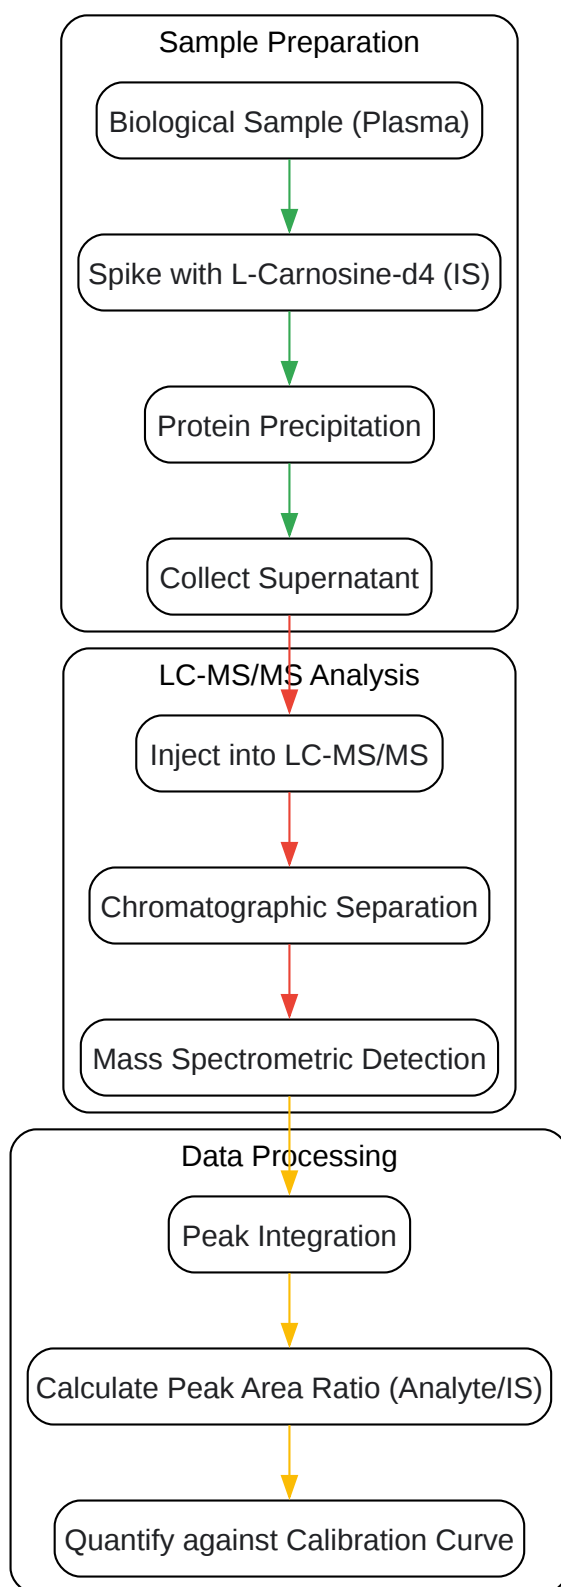 Sample Preparation
Biological Sample (Plasma)
Spike with L-Carnosine-d4 (IS)
Protein Precipitation
Collect Supernatant
LC-MS/MS Analysis
Inject into LC-MS/MS
Chromatographic Separation
Mass Spectrometric Detection
Data Processing
Peak Integration
Calculate Peak Area Ratio (Analyte/IS)
Quantify against Calibration Curve